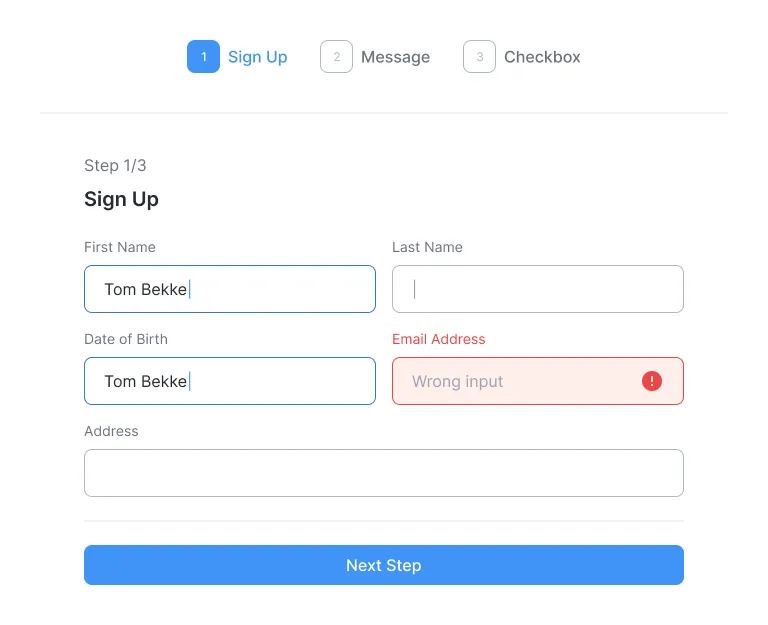 1 Sign Up 2 Message 3 Checkbox
Step 1/3
Sign Up
First Name Last Name
Tom Bekke
Date of Birth Email Address
Tom Bekke Wrong input !
Address
Next Step